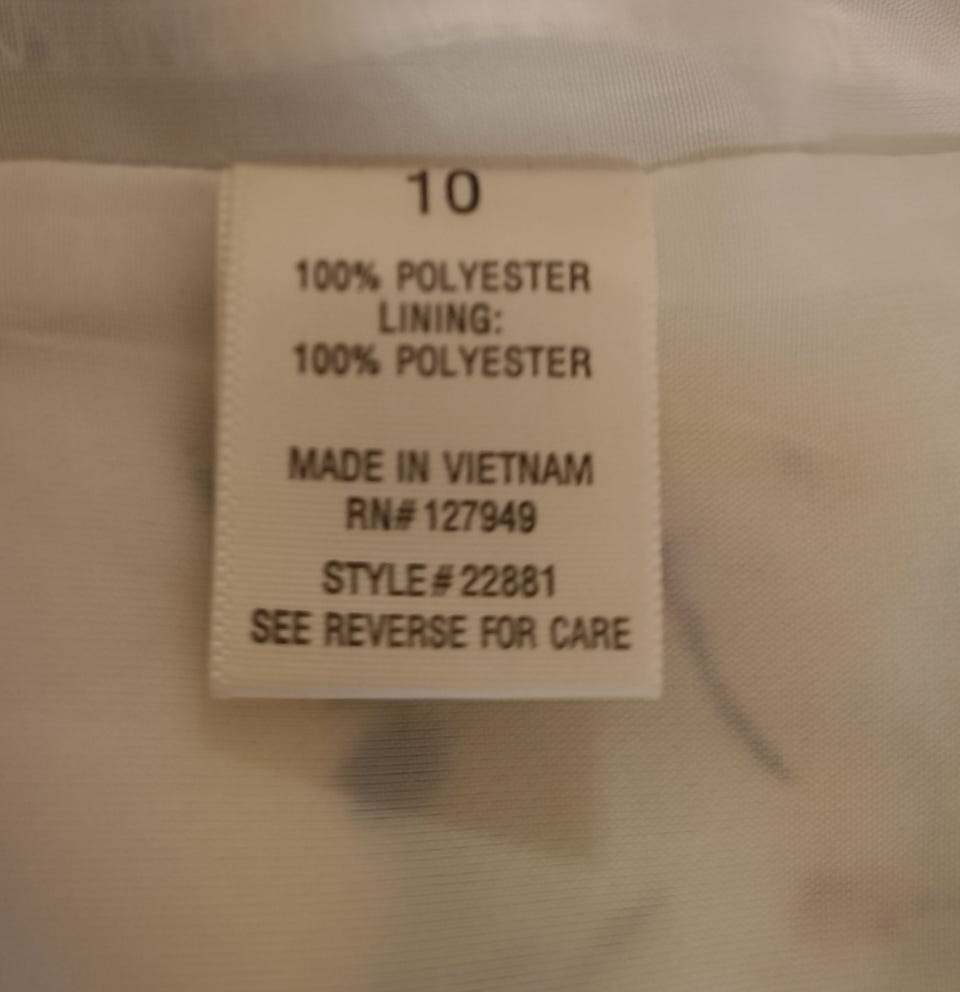 10
100% POLYESTER
LINING:
100% POLYESTER
MADE IN VIETNAM
RN# 127949
STYLE# 22881
SEE REVERSE FOR CARE